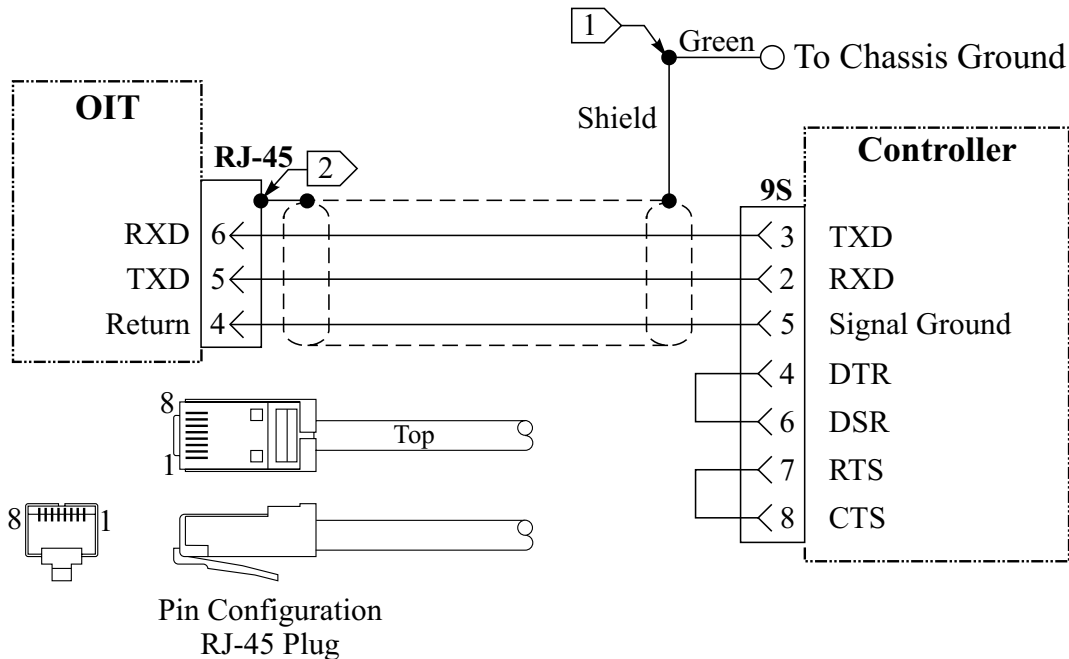 1
Green
To Chassis Ground
OIT
Shield
RJ-45
2
Controller
9S
RXD 6
3 TXD
TXD 5
2 RXD
Return 4
5 Signal Ground
4 DTR
6 DSR
7 RTS
8 CTS
8
Top
1
8
1
Pin Configuration
RJ-45 Plug